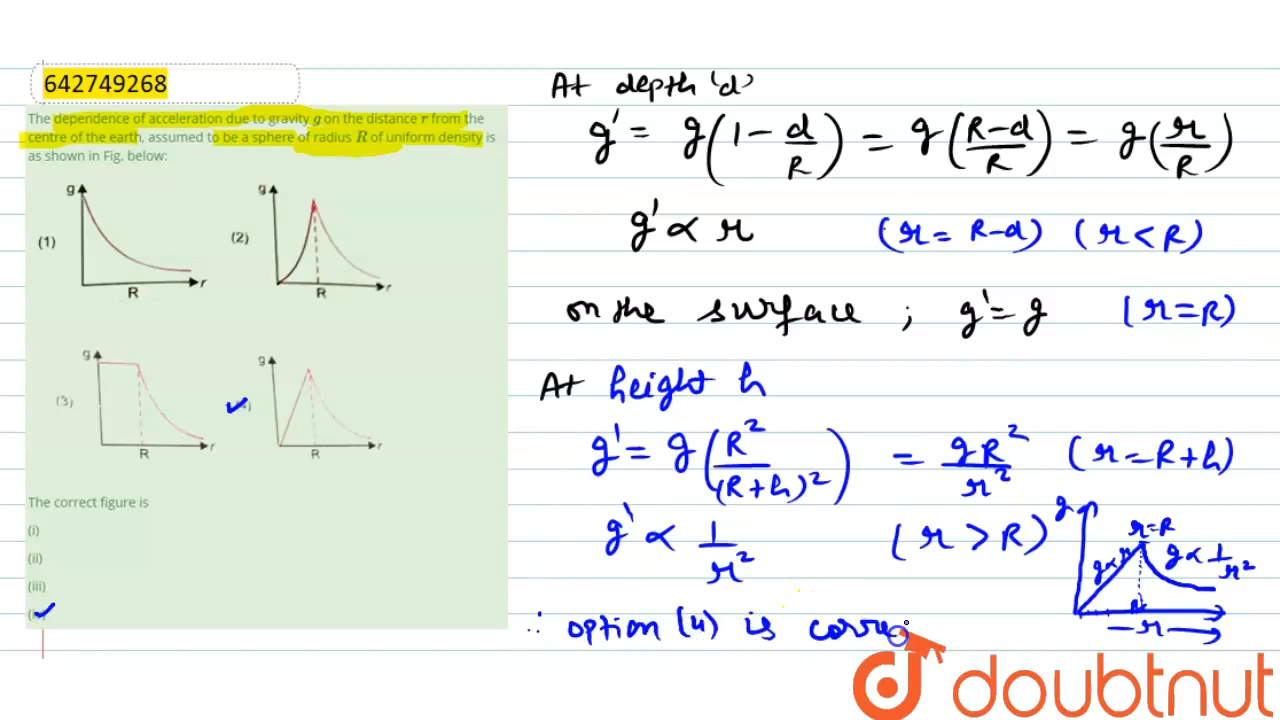 642749268
The dependence of acceleration due to gravity g on the distance r from the
centre of the earth, assumed to be a sphere of radius R of uniform density is
as shown in Fig. below:
(1) g R r
(2) g R r
(3) g R r
g R r
The correct figure is
(i)
(ii)
(iii)
At depth 'd'
g' = g(1 - d/R) = g(R-d/R) = g(r/R)
g' ∝ r (r = R-d) (r < R)
on the surface ; g' = g (r = R)
At height h
g' = g(R²/(R+h)²) = gR²/r² (r = R+h)
g' ∝ 1/r² (r > R)
g r=R
g ∝ r g ∝ 1/r²
R
r
∴ option (4) is corre
doubtnut